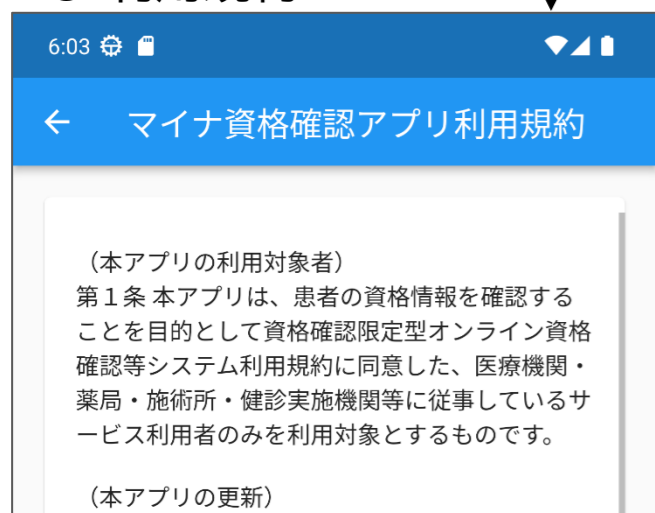 6:03
マイナ資格確認アプリ利用規約
（本アプリの利用対象者）
第１条 本アプリは、患者の資格情報を確認する
ことを目的として資格確認限定型オンライン資格
確認等システム利用規約に同意した、医療機関・
薬局・施術所・健診実施機関等に従事しているサ
ービス利用者のみを利用対象とするものです。
（本アプリの更新）